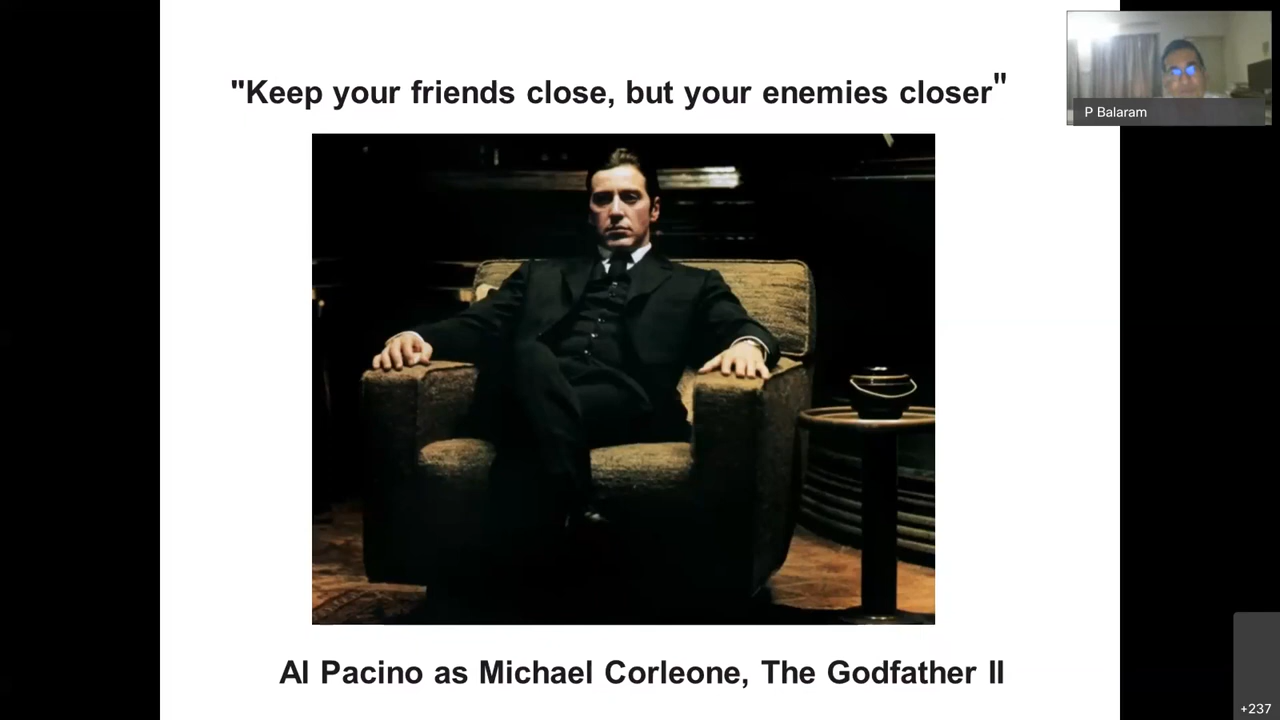 "Keep your friends close, but your enemies closer"
P Balaram
Al Pacino as Michael Corleone, The Godfather II
+237